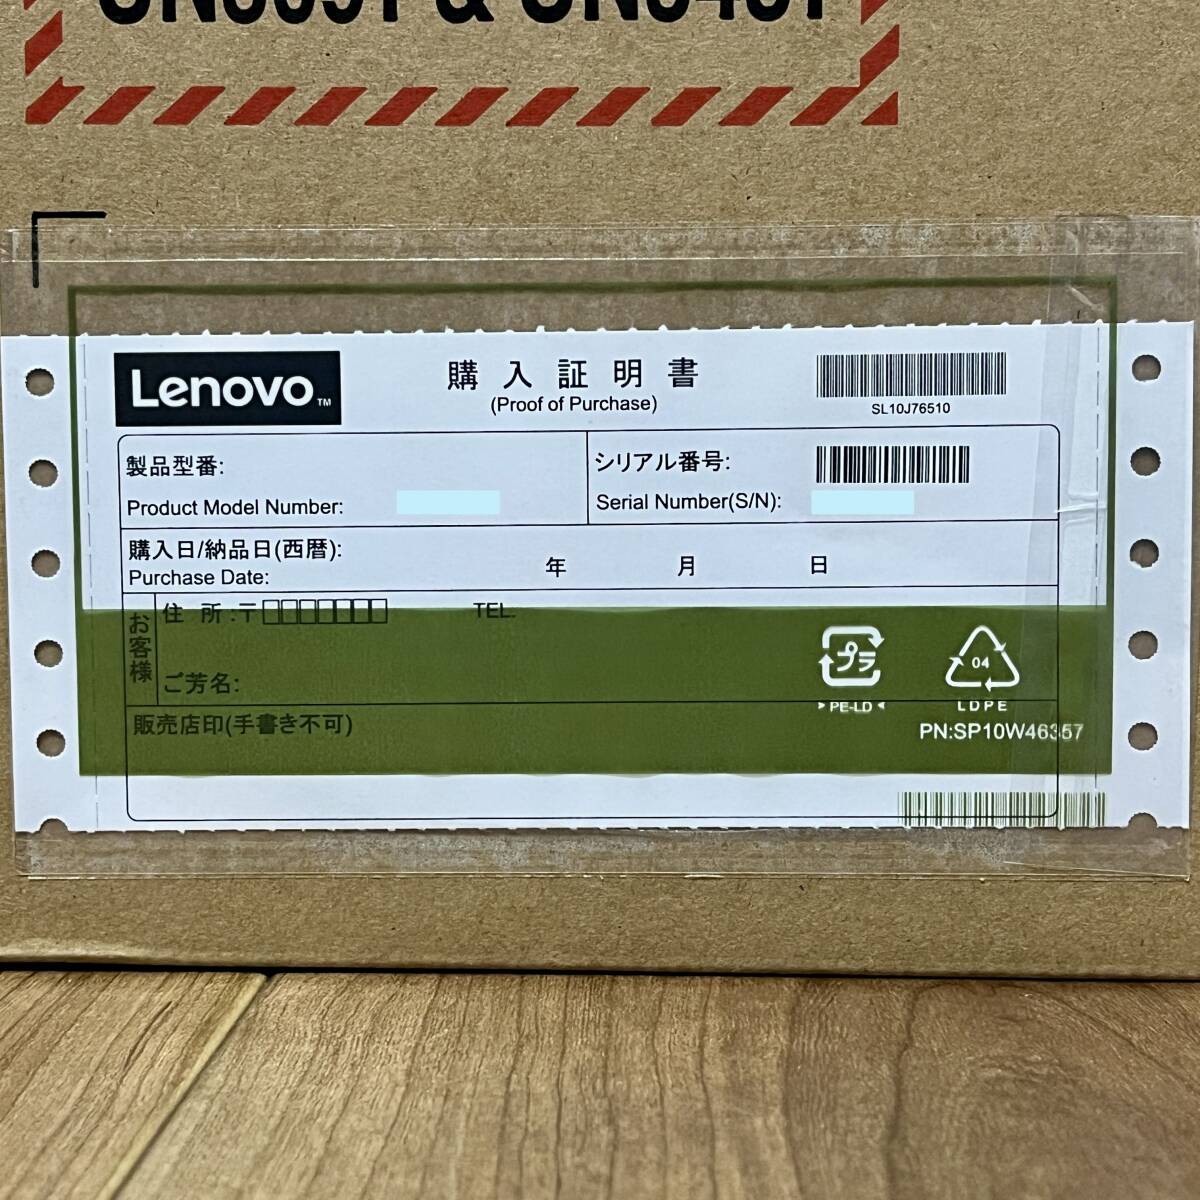 Lenovo™
購入証明書
(Proof of Purchase)
SL10J76510
製品型番:
Product Model Number:
シリアル番号:
Serial Number(S/N):
購入日/納品日(西暦):
Purchase Date:
年 月 日
お客様
住 所:〒 TEL.
ご芳名:
販売店印(手書き不可)
プラ
PE-LD
04
LDPE
PN:SP10W46357